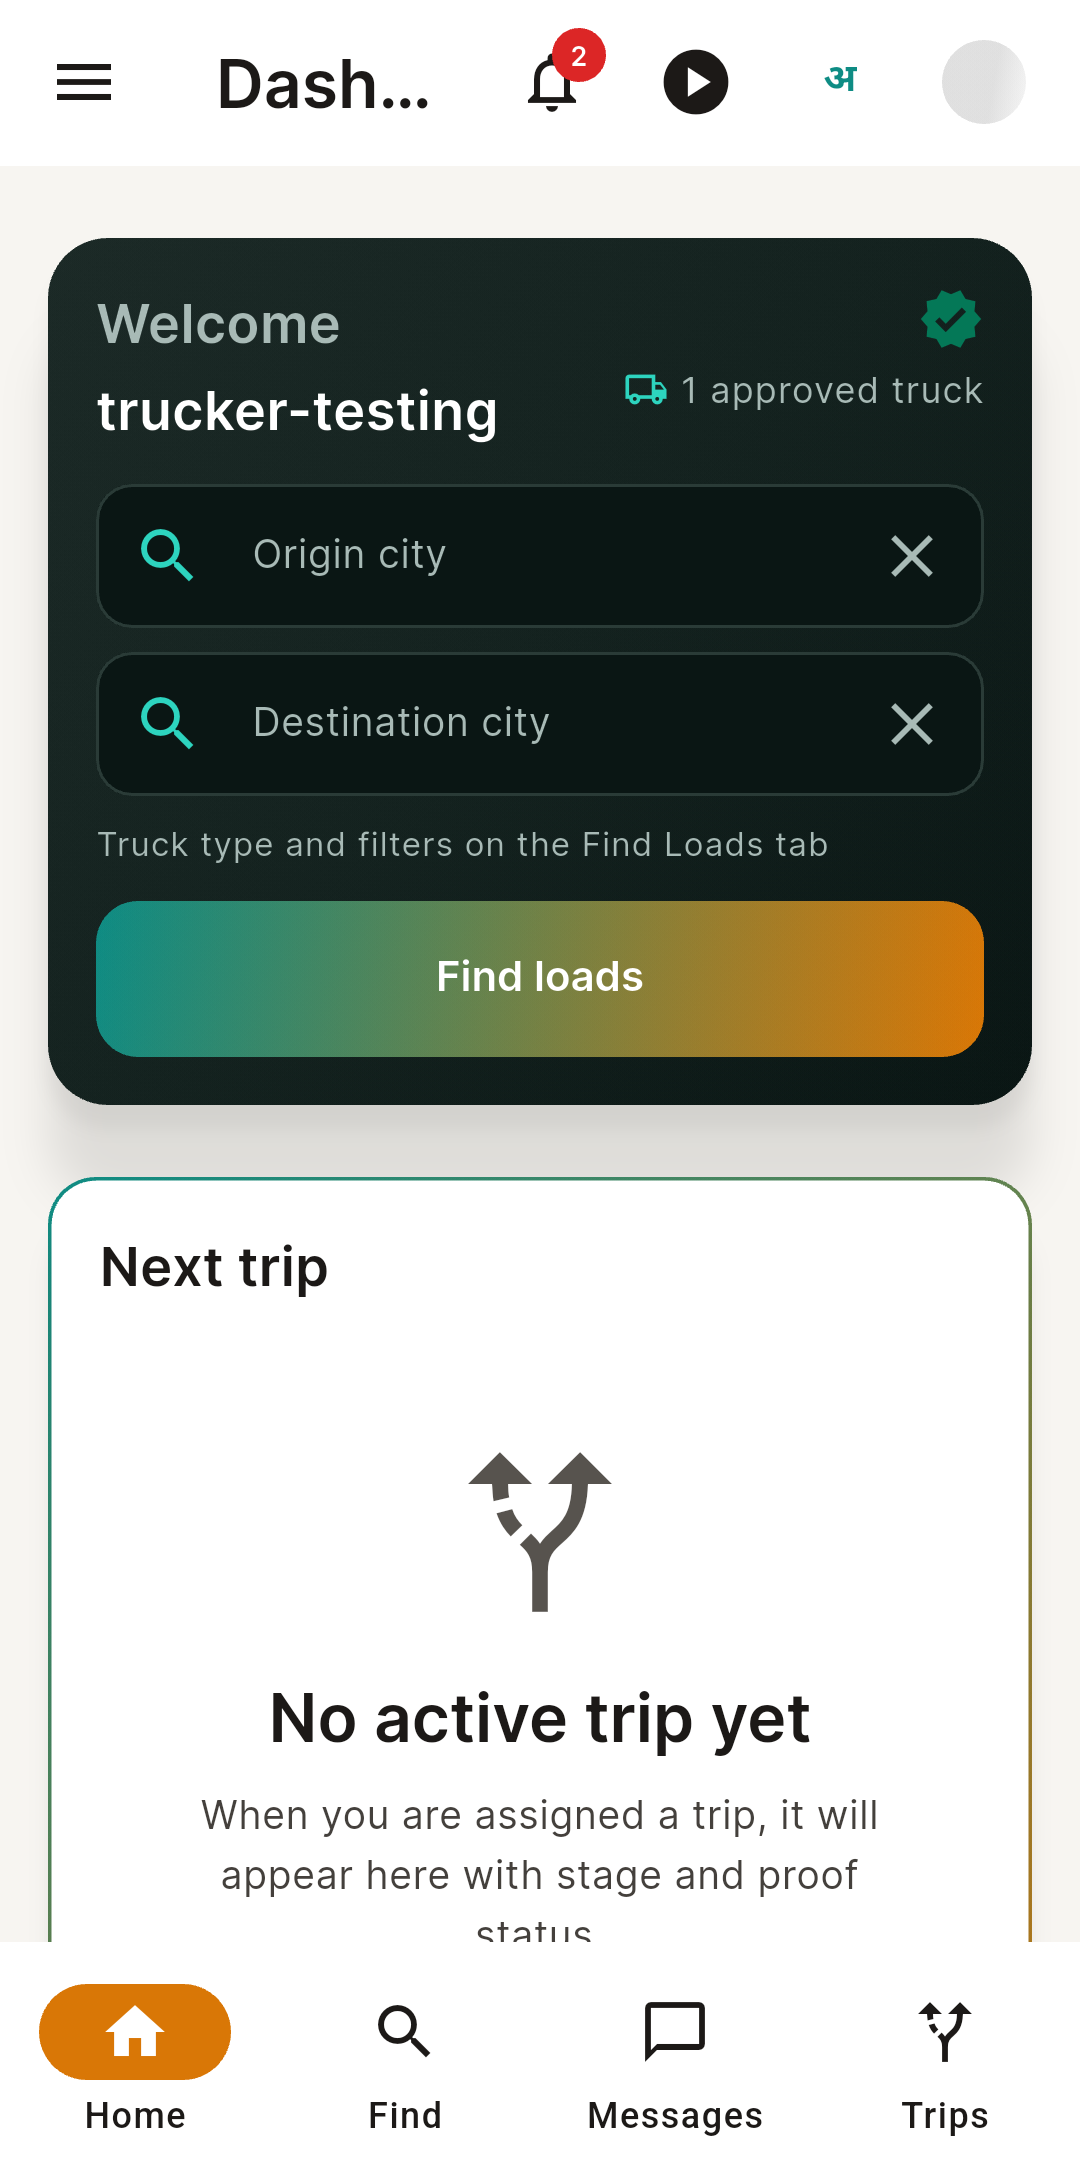 Dash...
2
अ
Welcome
trucker-testing
1 approved truck
Origin city
Destination city
Truck type and filters on the Find Loads tab
Find loads
Next trip
No active trip yet
When you are assigned a trip, it will
appear here with stage and proof
status
Home
Find
Messages
Trips